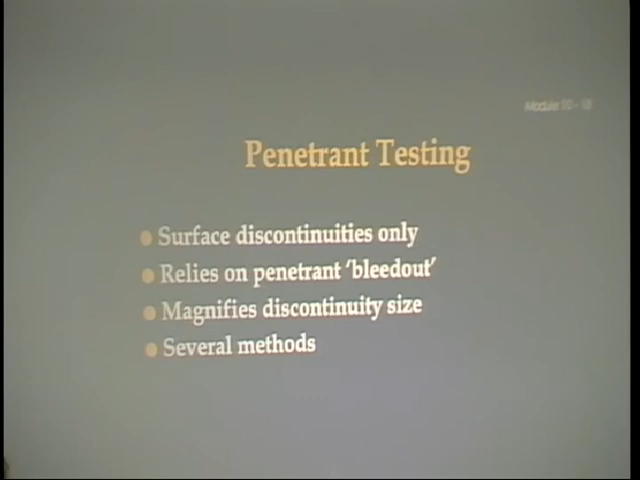 Penetrant Testing
Surface discontinuities only
Relies on penetrant 'bleedout'
Magnifies discontinuity size
Several methods